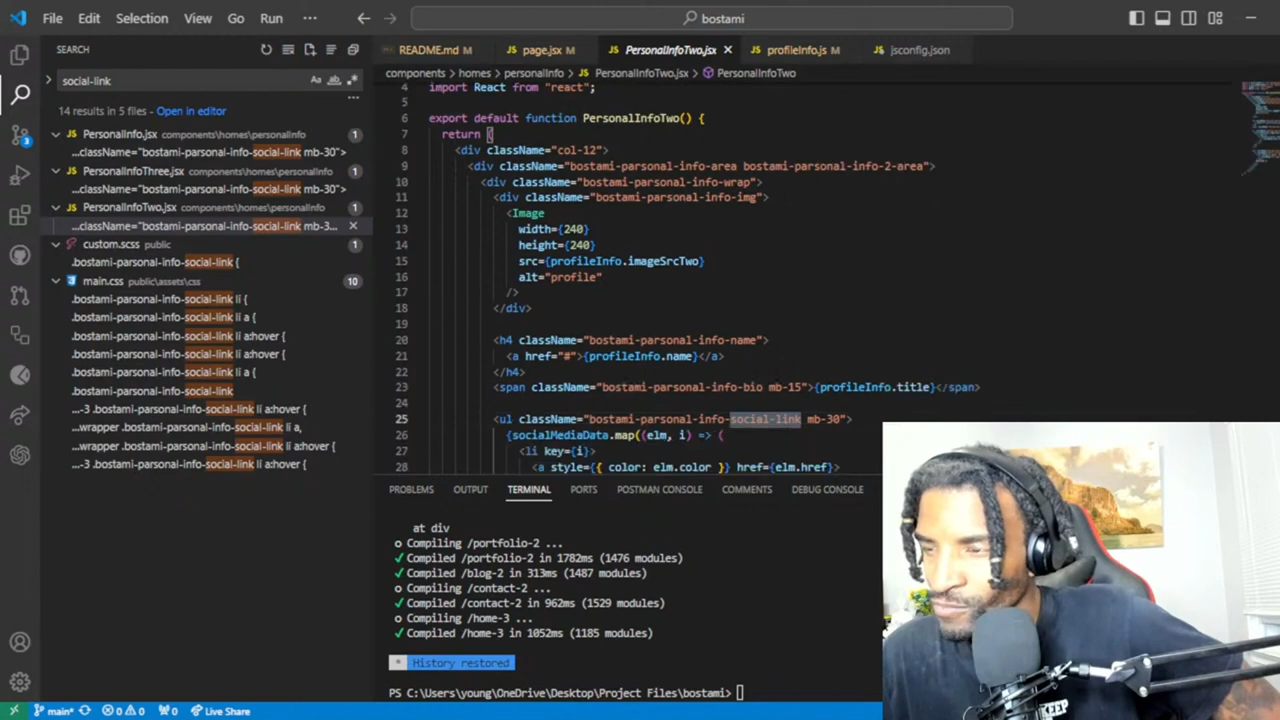 File Edit Selection View Go Run ··· bostami
SEARCH
social-link
14 results in 5 files - Open in editor
PersonalInfo.jsx components\homes\personalInfo 1
...className="bostami-parsonal-info-social-link mb-30">
PersonalInfoThree.jsx components\homes\personalInfo 1
...className="bostami-parsonal-info-social-link mb-30">
PersonalInfoTwo.jsx components\homes\personalInfo 1
...className="bostami-parsonal-info-social-link mb-3...
custom.scss public 1
.bostami-parsonal-info-social-link {
main.css public\assets\css 10
.bostami-parsonal-info-social-link li {
.bostami-parsonal-info-social-link li a {
.bostami-parsonal-info-social-link li a:hover {
.bostami-parsonal-info-social-link li a:hover {
.bostami-parsonal-info-social-link li a {
.bostami-parsonal-info-social-link
...-3 .bostami-parsonal-info-social-link li a:hover {
...wrapper .bostami-parsonal-info-social-link li a,
...wrapper .bostami-parsonal-info-social-link li a:hover {
...-3 .bostami-parsonal-info-social-link li a:hover {
README.md M page.jsx M PersonalInfoTwo.jsx profileInfo.js M jsconfig.json
components > homes > personalInfo > PersonalInfoTwo.jsx > PersonalInfoTwo
4 import React from "react";
5
6 export default function PersonalInfoTwo() {
7 return (
8 <div className="col-12">
9 <div className="bostami-parsonal-info-area bostami-parsonal-info-2-area">
10 <div className="bostami-parsonal-info-wrap">
11 <div className="bostami-parsonal-info-img">
12 <Image
13 width={240}
14 height={240}
15 src={profileInfo.imageSrcTwo}
16 alt="profile"
17 />
18 </div>
19
20 <h4 className="bostami-parsonal-info-name">
21 <a href="#">{profileInfo.name}</a>
22 </h4>
23 <span className="bostami-parsonal-info-bio mb-15">{profileInfo.title}</span>
24
25 <ul className="bostami-parsonal-info-social-link mb-30">
26 {socialMediaData.map((elm, i) => (
27 <li key={i}>
28 <a style={{ color: elm.color }} href={elm.href}>
PROBLEMS OUTPUT TERMINAL PORTS POSTMAN CONSOLE COMMENTS DEBUG CONSOLE
at div
○ Compiling /portfolio-2 ...
✓ Compiled /portfolio-2 in 1782ms (1476 modules)
✓ Compiled /blog-2 in 313ms (1487 modules)
○ Compiling /contact-2 ...
✓ Compiled /contact-2 in 962ms (1529 modules)
○ Compiling /home-3 ...
✓ Compiled /home-3 in 1052ms (1185 modules)
* History restored
PS C:\Users\young\OneDrive\Desktop\Project Files\bostami>
main* 0 0 0 Live Share